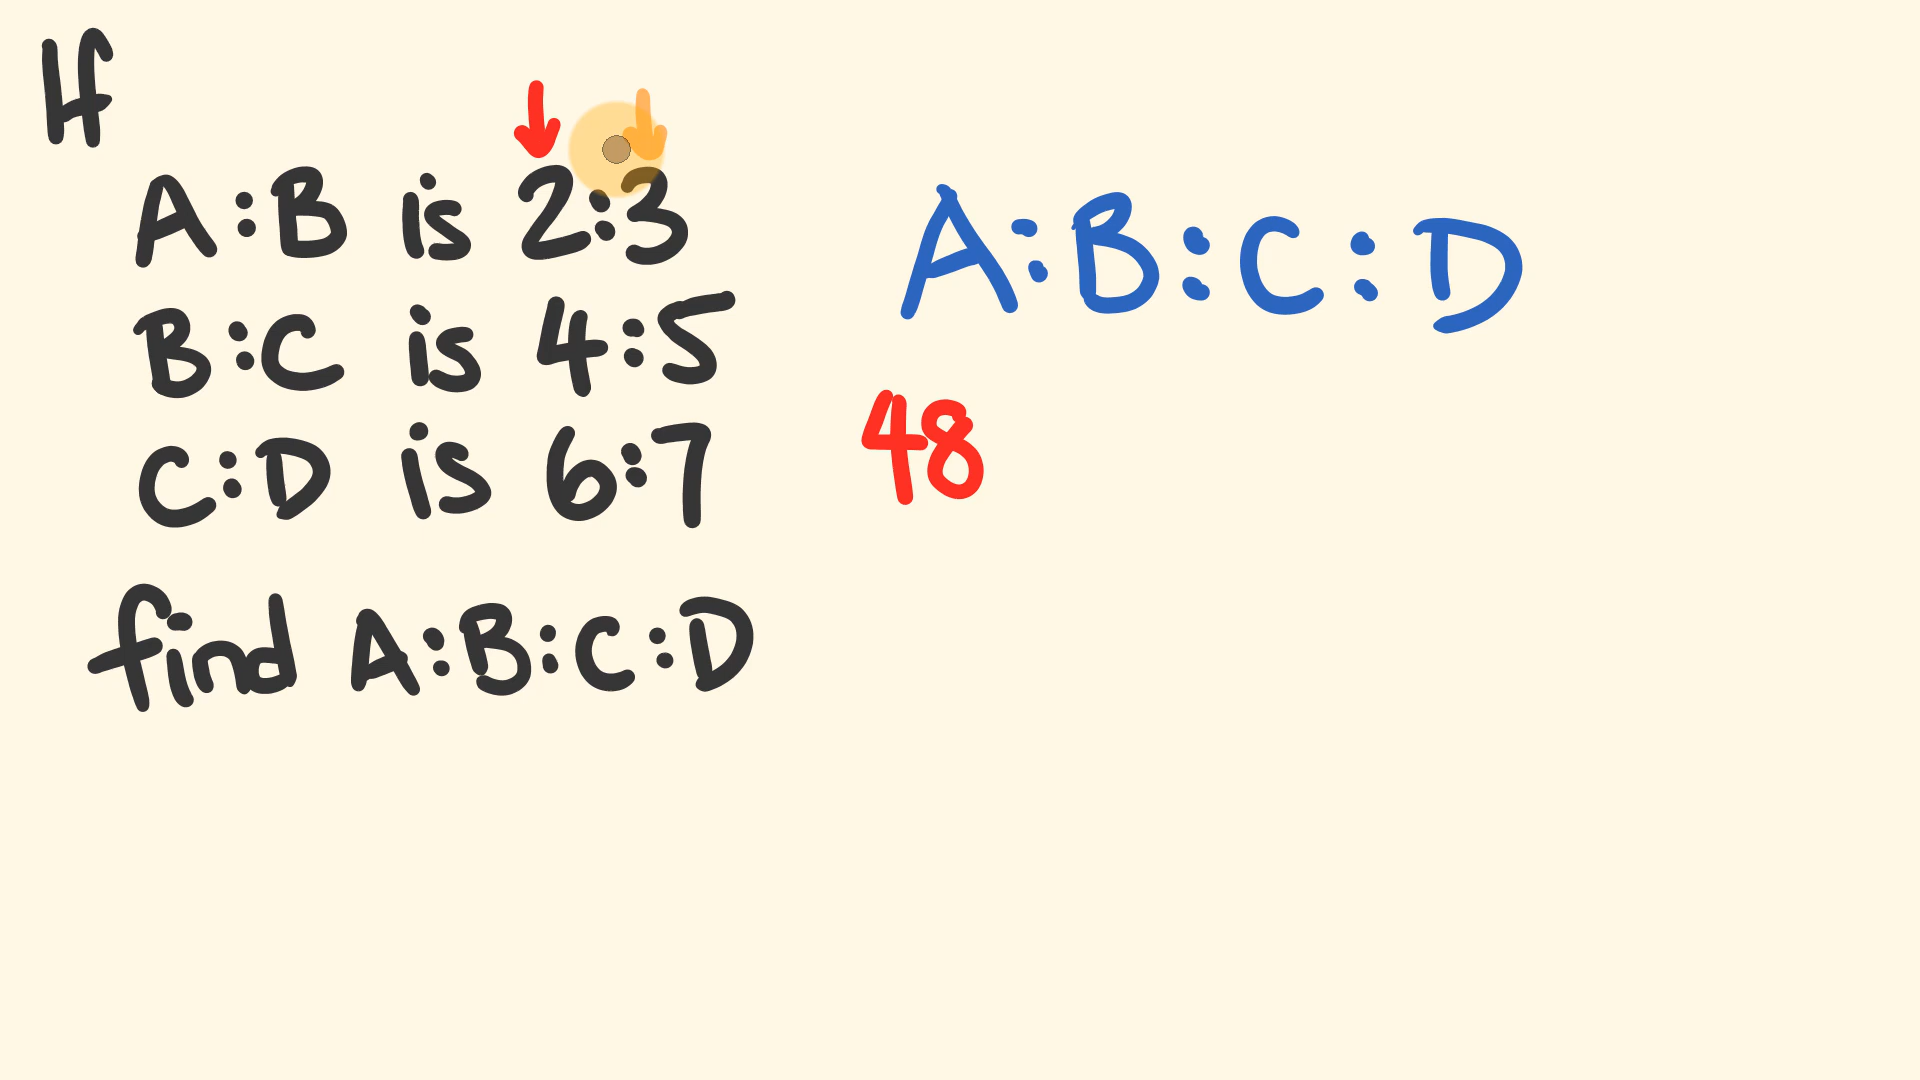 If
A:B is 2:3
B:C is 4:5
C:D is 6:7
find A:B:C:D
A:B:C:D
48